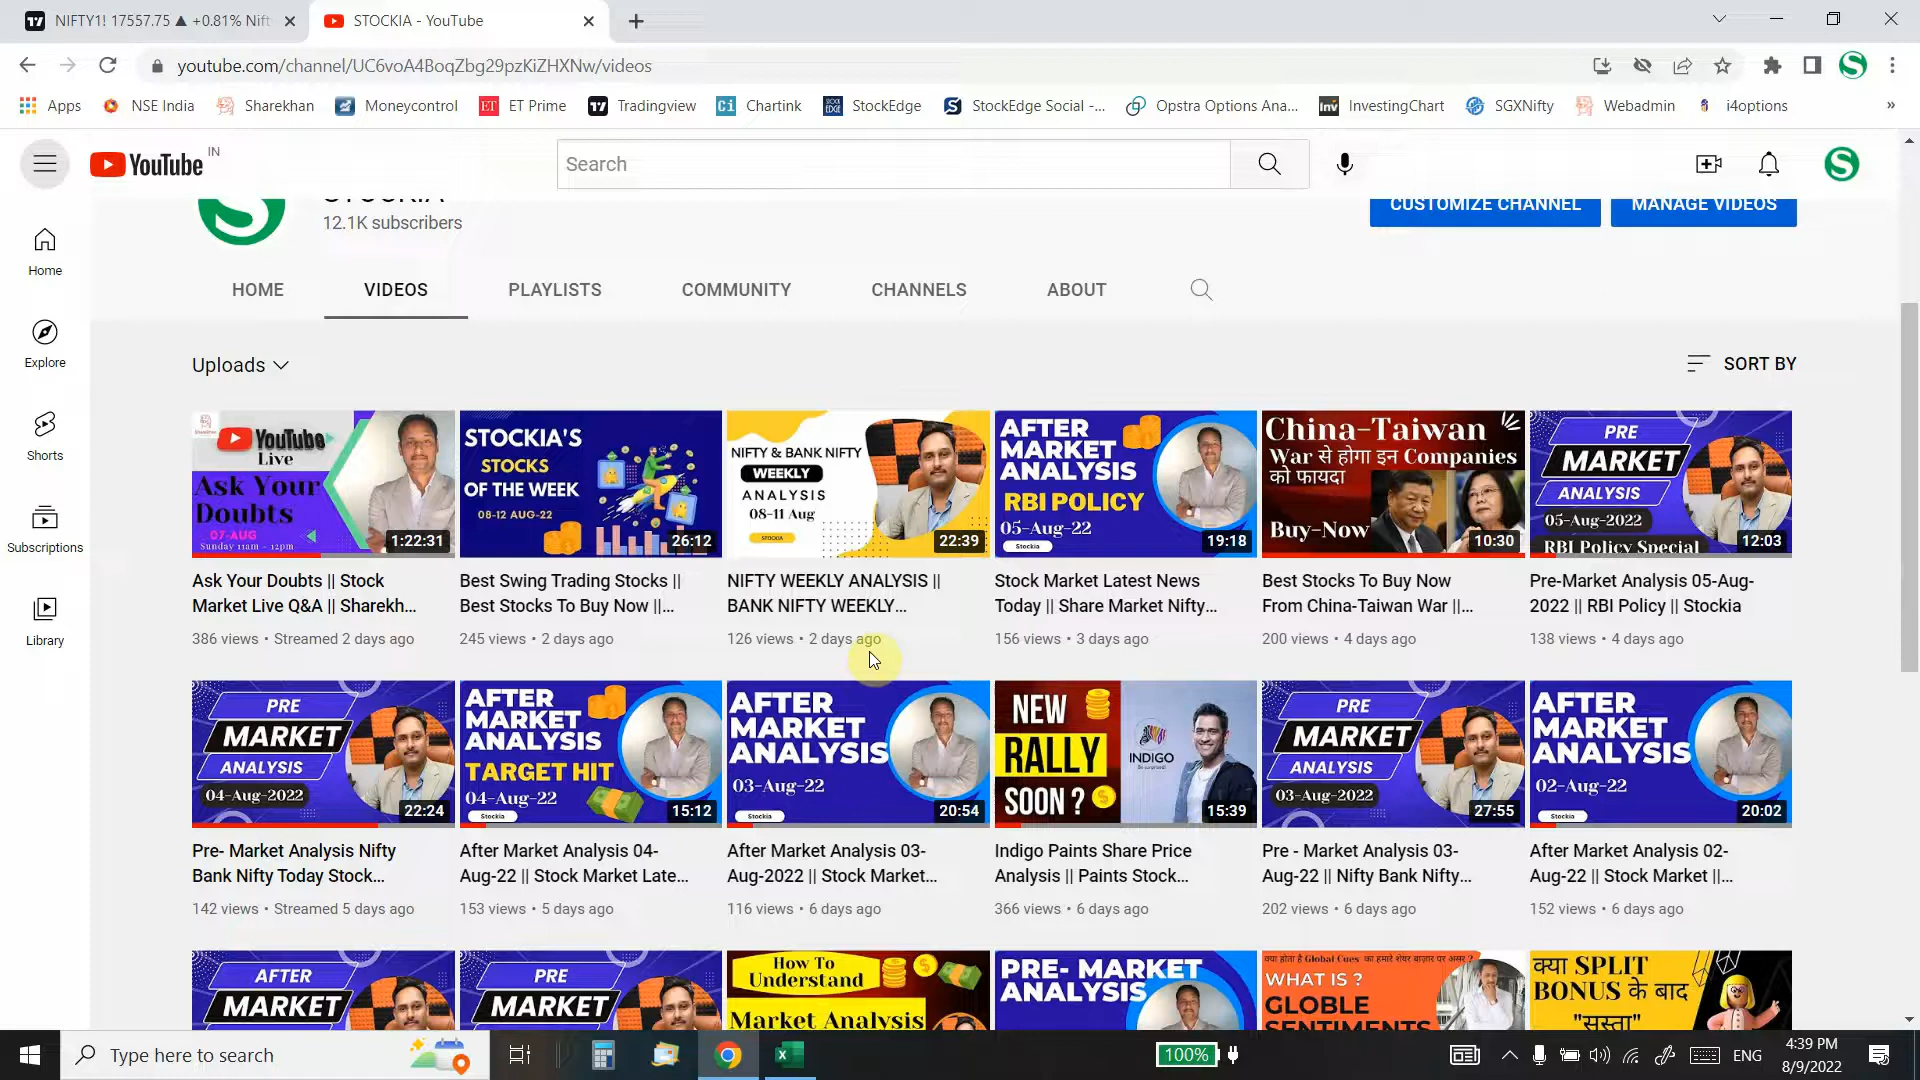 NIFTY1! 17557.75 ▲ +0.81% Nift
STOCKIA - YouTube
youtube.com/channel/UC6voA4BoqZbg29pzKiZHXNw/videos
Apps
NSE India
Sharekhan
Moneycontrol
ET Prime
Tradingview
Chartink
StockEdge
StockEdge Social -...
Opstra Options Ana...
InvestingChart
SGXNifty
Webadmin
i4options
»
YouTube IN
Search
12.1K subscribers
CUSTOMIZE CHANNEL
MANAGE VIDEOS
Home
Explore
Shorts
Subscriptions
Library
HOME
VIDEOS
PLAYLISTS
COMMUNITY
CHANNELS
ABOUT
Uploads
SORT BY
YouTube
Live
Ask Your
Doubts
07-AUG
Sunday 11am - 12pm
1:22:31
STOCKIA'S
STOCKS
OF THE WEEK
08-12 AUG-22
26:12
NIFTY & BANK NIFTY
WEEKLY
ANALYSIS
08-11 Aug
STOCKIA
22:39
AFTER
MARKET
ANALYSIS
RBI POLICY
05-Aug-22
Stockia
19:18
China-Taiwan
War से होगा इन Companies
को फायदा
Buy-Now
10:30
PRE
MARKET
ANALYSIS
05-Aug-2022
RBI Policy Special
12:03
Ask Your Doubts || Stock
Market Live Q&A || Sharekh...
386 views • Streamed 2 days ago
Best Swing Trading Stocks ||
Best Stocks To Buy Now ||...
245 views • 2 days ago
NIFTY WEEKLY ANALYSIS ||
BANK NIFTY WEEKLY...
126 views • 2 days ago
Stock Market Latest News
Today || Share Market Nifty...
156 views • 3 days ago
Best Stocks To Buy Now
From China-Taiwan War ||...
200 views • 4 days ago
Pre-Market Analysis 05-Aug-
2022 || RBI Policy || Stockia
138 views • 4 days ago
PRE
MARKET
ANALYSIS
04-Aug-2022
22:24
AFTER
MARKET
ANALYSIS
TARGET HIT
04-Aug-22
Stockia
15:12
AFTER
MARKET
ANALYSIS
03-Aug-22
Stockia
20:54
NEW
RALLY
SOON ?
INDIGO
Be surprised!
15:39
PRE
MARKET
ANALYSIS
03-Aug-2022
27:55
AFTER
MARKET
ANALYSIS
02-Aug-22
Stockia
20:02
Pre- Market Analysis Nifty
Bank Nifty Today Stock...
142 views • Streamed 5 days ago
After Market Analysis 04-
Aug-22 || Stock Market Late...
153 views • 5 days ago
After Market Analysis 03-
Aug-2022 || Stock Market...
116 views • 6 days ago
Indigo Paints Share Price
Analysis || Paints Stock...
366 views • 6 days ago
Pre - Market Analysis 03-
Aug-22 || Nifty Bank Nifty...
202 views • 6 days ago
After Market Analysis 02-
Aug-22 || Stock Market ||...
152 views • 6 days ago
AFTER
MARKET
PRE
MARKET
How To
Understand
Market Analysis
PRE- MARKET
ANALYSIS
क्या होता है Global Cues का हमारे शेयर बाज़ार पर असर ?
WHAT IS ?
GLOBLE
SENTIMENTS
क्या SPLIT
BONUS के बाद
"सस्ता"
Type here to search
100%
ENG
4:39 PM
8/9/2022